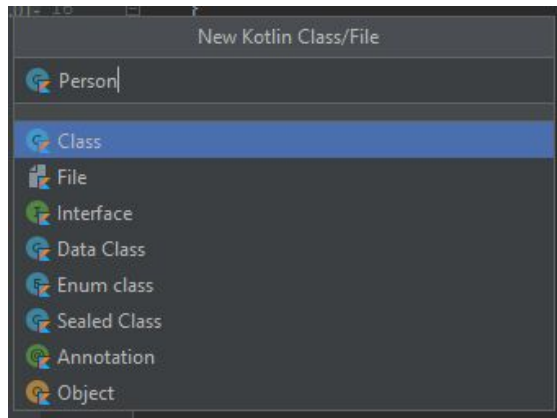 New Kotlin Class/File
Person
Class
File
Interface
Data Class
Enum class
Sealed Class
Annotation
Object